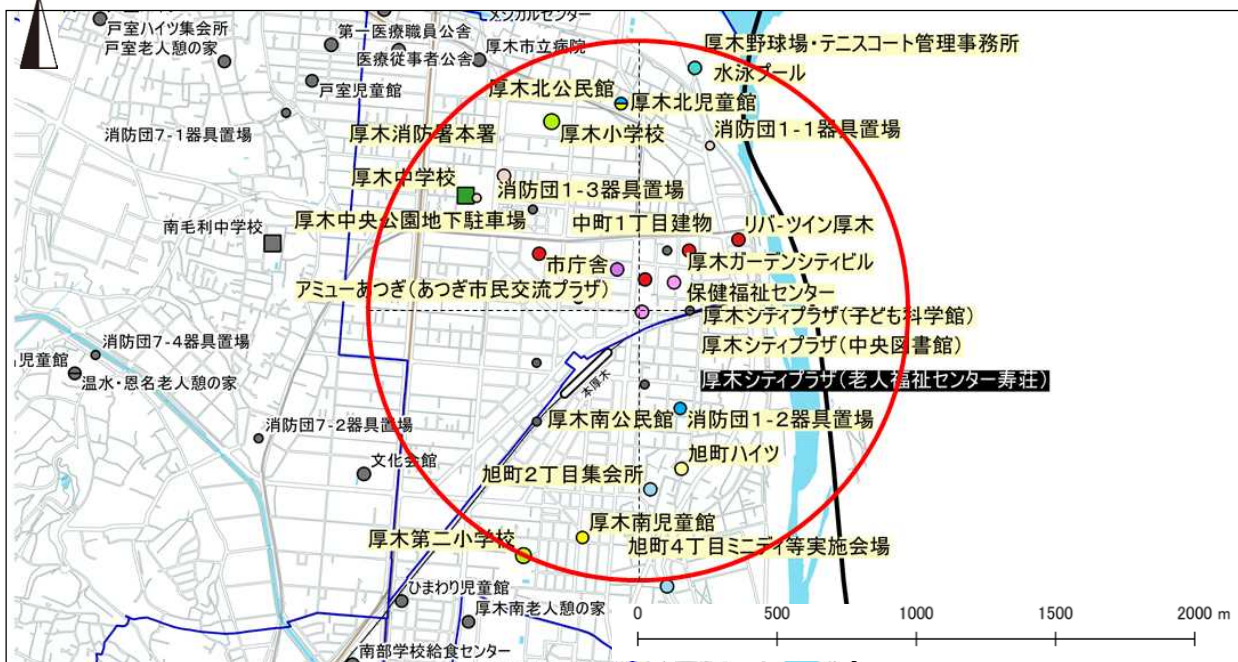 メジカルセンター
戸室ハイツ集会所
第一医療職員公舎
戸室老人憩の家
医療従事者公舎
厚木市立病院
厚木野球場・テニスコート管理事務所
水泳プール
戸室児童館
厚木北公民館
厚木北児童館
消防団7-1器具置場
厚木消防署本署
厚木小学校
消防団1-1器具置場
厚木中学校
消防団1-3器具置場
南毛利中学校
厚木中央公園地下駐車場
中町1丁目建物
リバーツイン厚木
市庁舎
厚木ガーデンシティビル
アミューあつぎ(あつぎ市民交流プラザ)
保健福祉センター
厚木シティプラザ(子ども科学館)
厚木シティプラザ(中央図書館)
消防団7-4器具置場
児童館
温水・恩名老人憩の家
本厚木
厚木シティプラザ(老人福祉センター寿荘)
消防団7-2器具置場
厚木南公民館
消防団1-2器具置場
文化会館
旭町ハイツ
旭町2丁目集会所
厚木南児童館
厚木第二小学校
旭町4丁目ミニデイ等実施会場
ひまわり児童館
厚木南老人憩の家
南部学校給食センター
0 500 1000 1500 2000 m